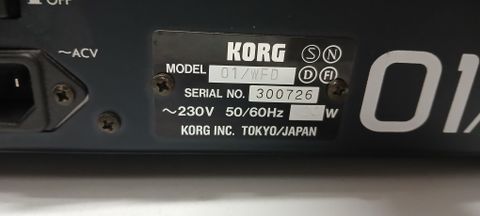 OFF
~ACV
KORG S N
MODEL 01/WFD D FI
SERIAL NO. 300726
~230V 50/60Hz W
KORG INC. TOKYO/JAPAN
01/